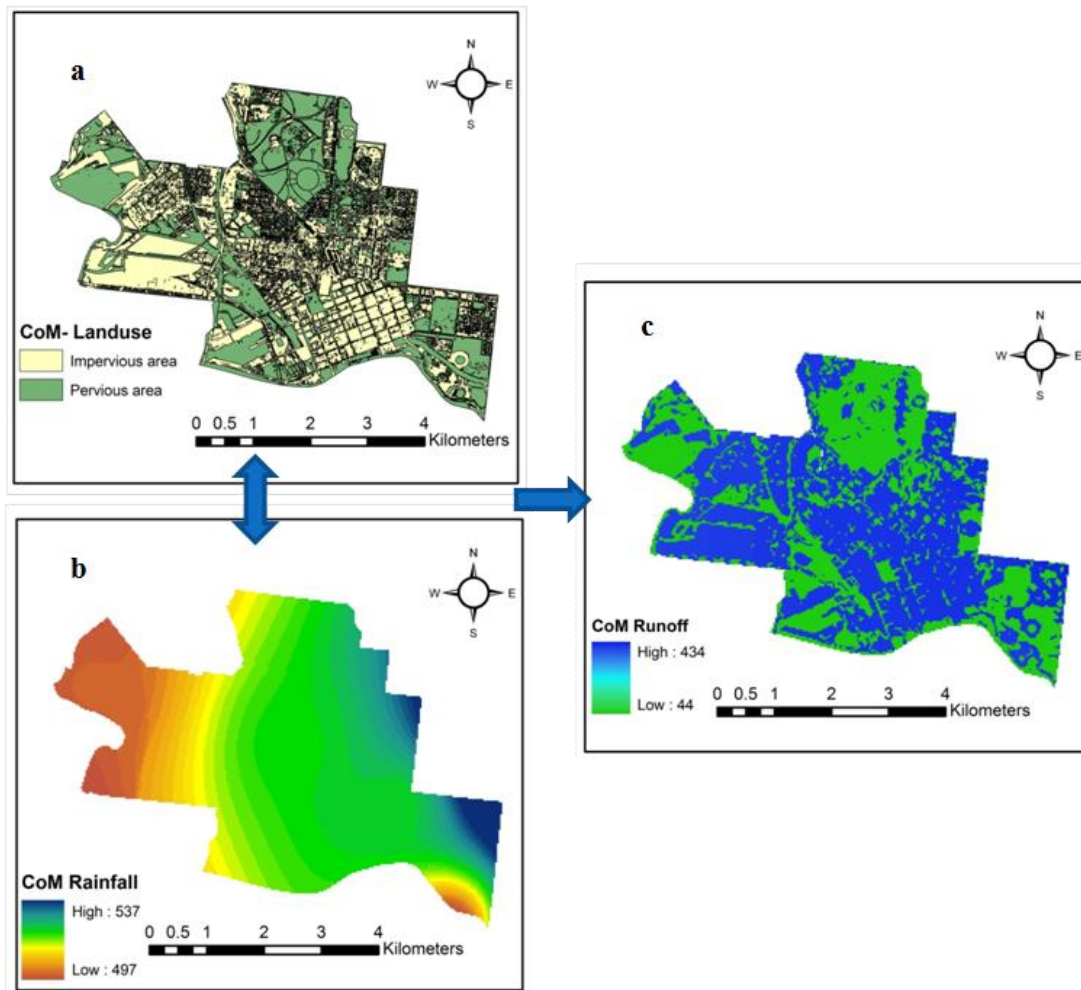 a
N
W E
S
CoM- Landuse
Impervious area
Pervious area
0 0.5 1 2 3 4
Kilometers
b
N
W E
S
CoM Rainfall
High : 537
Low : 497
0 0.5 1 2 3 4
Kilometers
c
N
W E
S
CoM Runoff
High : 434
Low : 44
0 0.5 1 2 3 4
Kilometers